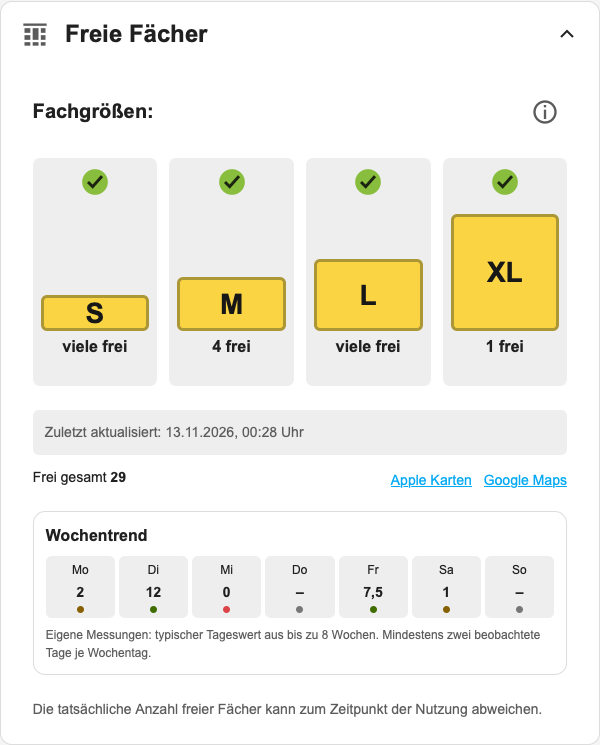 Freie Fächer
Fachgrößen:
S M L XL
viele frei 4 frei viele frei 1 frei
Zuletzt aktualisiert: 13.11.2026, 00:28 Uhr
Frei gesamt 29
Apple Karten Google Maps
Wochentrend
Mo Di Mi Do Fr Sa So
2 12 0 – 7,5 1 –
Eigene Messungen: typischer Tageswert aus bis zu 8 Wochen. Mindestens zwei beobachtete
Tage je Wochentag.
Die tatsächliche Anzahl freier Fächer kann zum Zeitpunkt der Nutzung abweichen.